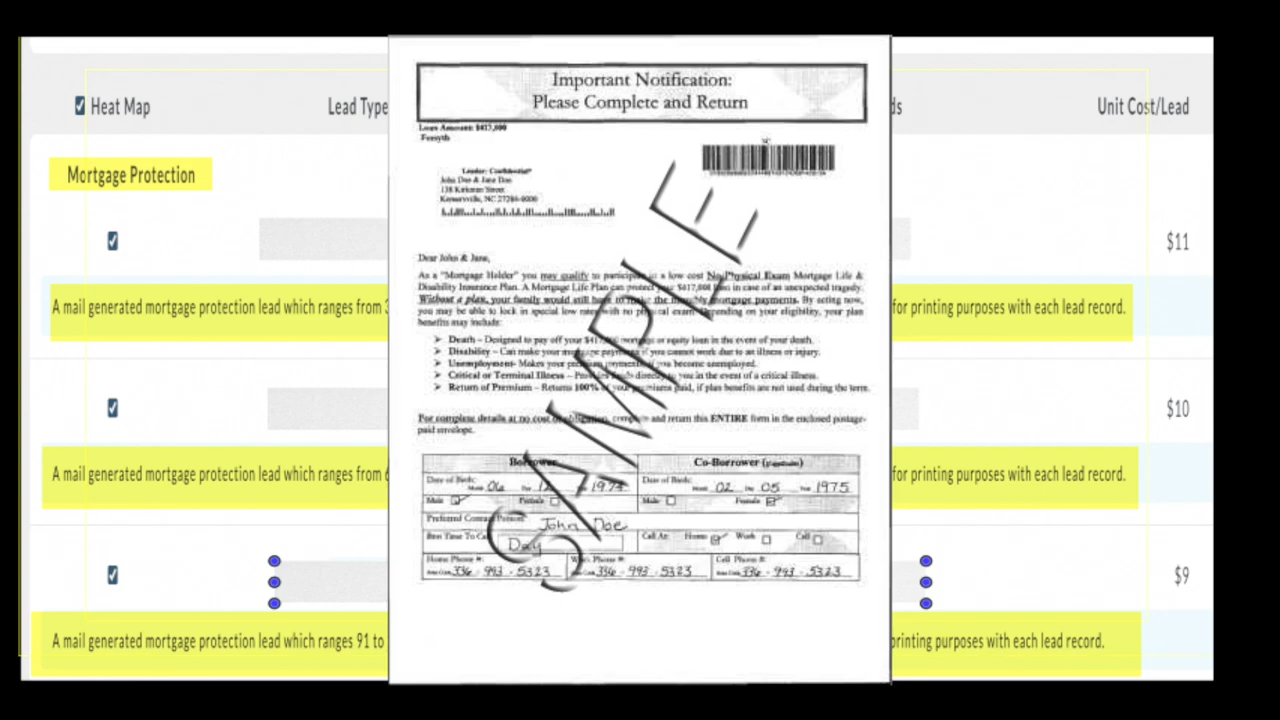 Heat Map
Lead Type
Unit Cost/Lead
Mortgage Protection
$11
A mail generated mortgage protection lead which ranges from 3
for printing purposes with each lead record.
$10
A mail generated mortgage protection lead which ranges from 6
for printing purposes with each lead record.
$9
A mail generated mortgage protection lead which ranges 91 to
printing purposes with each lead record.
Important Notification:
Please Complete and Return
Loan Amount: $417,000
Forsyth
NC
Lender: Confidential*
John Doe & Jane Doe
138 Kirkman Street
Kernersville, NC 27286-0000
Dear John & Jane,
As a "Mortgage Holder" you may qualify to participate in a low cost No Physical Exam Mortgage Life &
Disability Insurance Plan. A Mortgage Life Plan can protect your $417,000 loan in case of an unexpected tragedy.
Without a plan, your family would still have to make the monthly mortgage payments. By acting now,
you may be able to lock in special low rates with no physical exam. Depending on your eligibility, your plan
benefits may include:
Death – Designed to pay off your $417,000 mortgage or equity loan in the event of your death.
Disability – Can make your mortgage payments if you cannot work due to an illness or injury.
Unemployment- Makes your premium payments if you become unemployed.
Critical or Terminal Illness – Provides funds directly to you in the event of a critical illness.
Return of Premium – Returns 100% of your premiums paid, if plan benefits are not used during the term.
For complete details at no cost or obligation, complete and return this ENTIRE form in the enclosed postage-
paid envelope.
Borrower
Co-Borrower (if applicable)
Date of Birth:
Month 06 Day 12 1974
Date of Birth:
Month 02 Day 05 Year 1975
Male Female
Male Female
Preferred Contact Person: John Doe
Best Time To Call Day
Call At: Home Work Cell
Home Phone #:
Area Code 336 - 993 - 5323
Work Phone #:
Area Code 336 - 993 - 5323
Cell Phone #:
Area Code 336 - 993 - 5323
SAMPLE